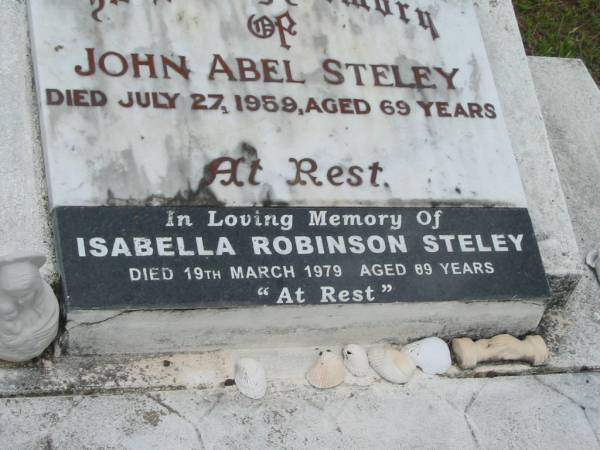 Of
JOHN ABEL STELEY
DIED JULY 27, 1959, AGED 69 YEARS
At Rest.
In Loving Memory Of
ISABELLA ROBINSON STELEY
DIED 19TH MARCH 1979 AGED 89 YEARS
"At Rest"